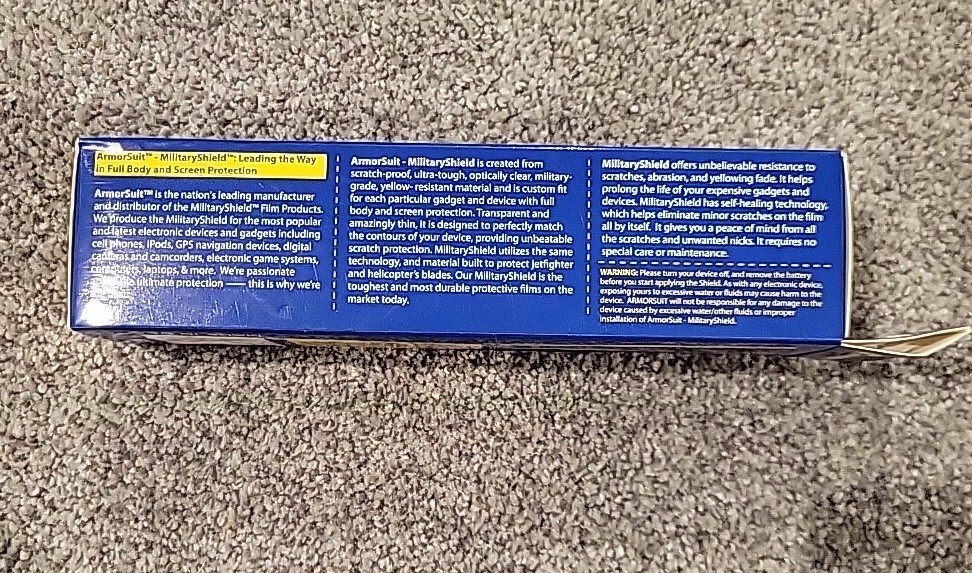 ArmorSuit™ - MilitaryShield™: Leading the Way
in Full Body and Screen Protection
ArmorSuit™ is the nation's leading manufacturer
and distributor of the MilitaryShield™ Film Products.
We produce the MilitaryShield for the most popular
and latest electronic devices and gadgets including
cell phones, iPods, GPS navigation devices, digital
cameras and camcorders, electronic game systems,
computers, laptops, & more. We're passionate
ultimate protection — this is why we're
ArmorSuit - MilitaryShield is created from
scratch-proof, ultra-tough, optically clear, military-
grade, yellow- resistant material and is custom fit
for each particular gadget and device with full
body and screen protection. Transparent and
amazingly thin, it is designed to perfectly match
the contours of your device, providing unbeatable
scratch protection. MilitaryShield utilizes the same
technology, and material built to protect jetfighter
and helicopter's blades. Our MilitaryShield is the
toughest and most durable protective films on the
market today.
MilitaryShield offers unbelievable resistance to
scratches, abrasion, and yellowing fade. It helps
prolong the life of your expensive gadgets and
devices. MilitaryShield has self-healing technology,
which helps eliminate minor scratches on the film
all by itself. It gives you a peace of mind from all
the scratches and unwanted nicks. It requires no
special care or maintenance.
WARNING: Please turn your device off, and remove the battery
before you start applying the Shield. As with any electronic device,
exposing yours to excessive water or fluids may cause harm to the
device. ARMORSUIT will not be responsible for any damage to the
device caused by excessive water/other fluids or improper
installation of ArmorSuit - MilitaryShield.